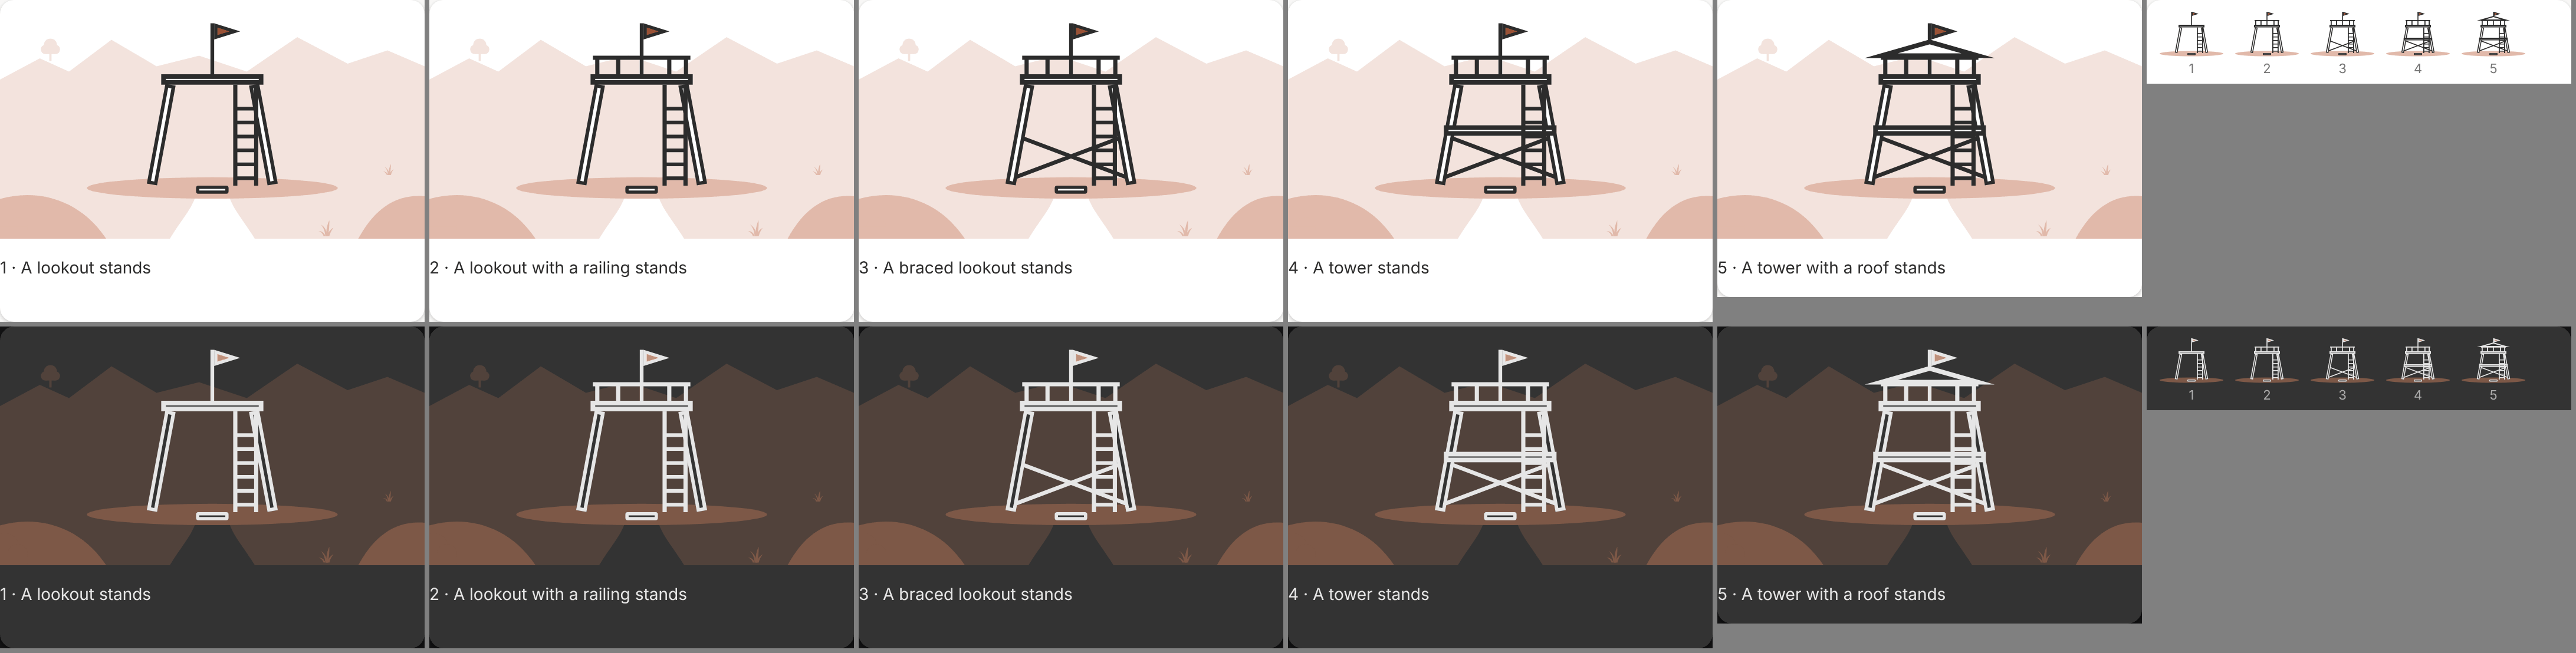 1 · A lookout stands
2 · A lookout with a railing stands
3 · A braced lookout stands
4 · A tower stands
5 · A tower with a roof stands
1 2 3 4 5
1 · A lookout stands
2 · A lookout with a railing stands
3 · A braced lookout stands
4 · A tower stands
5 · A tower with a roof stands
1 2 3 4 5